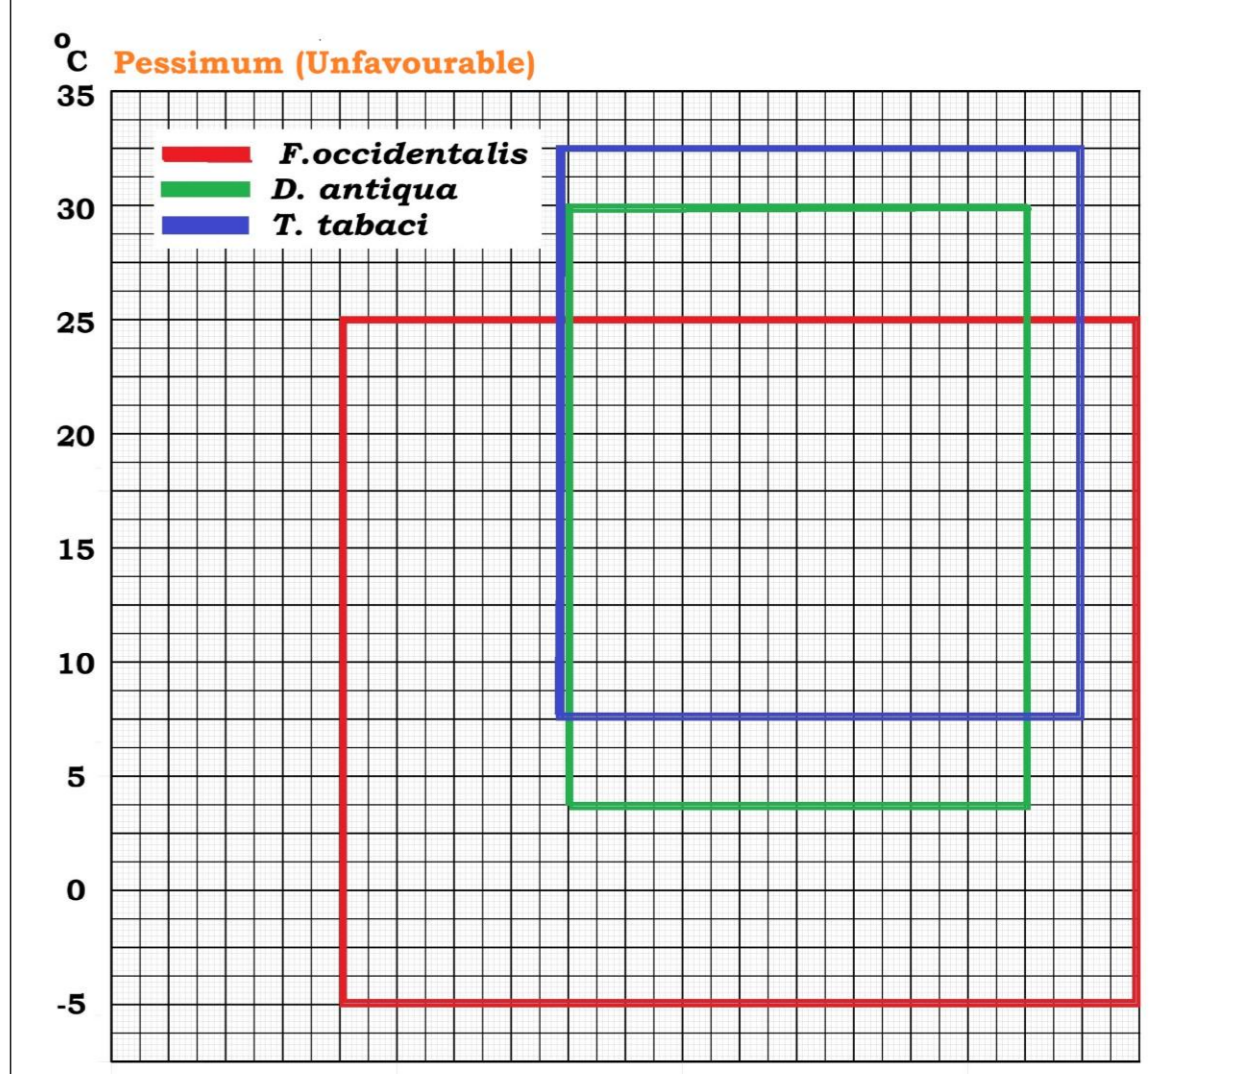 °C Pessimum (Unfavourable)
35
F.occidentalis
D. antiqua
30
T. tabaci
25
20
15
10
5
0
-5